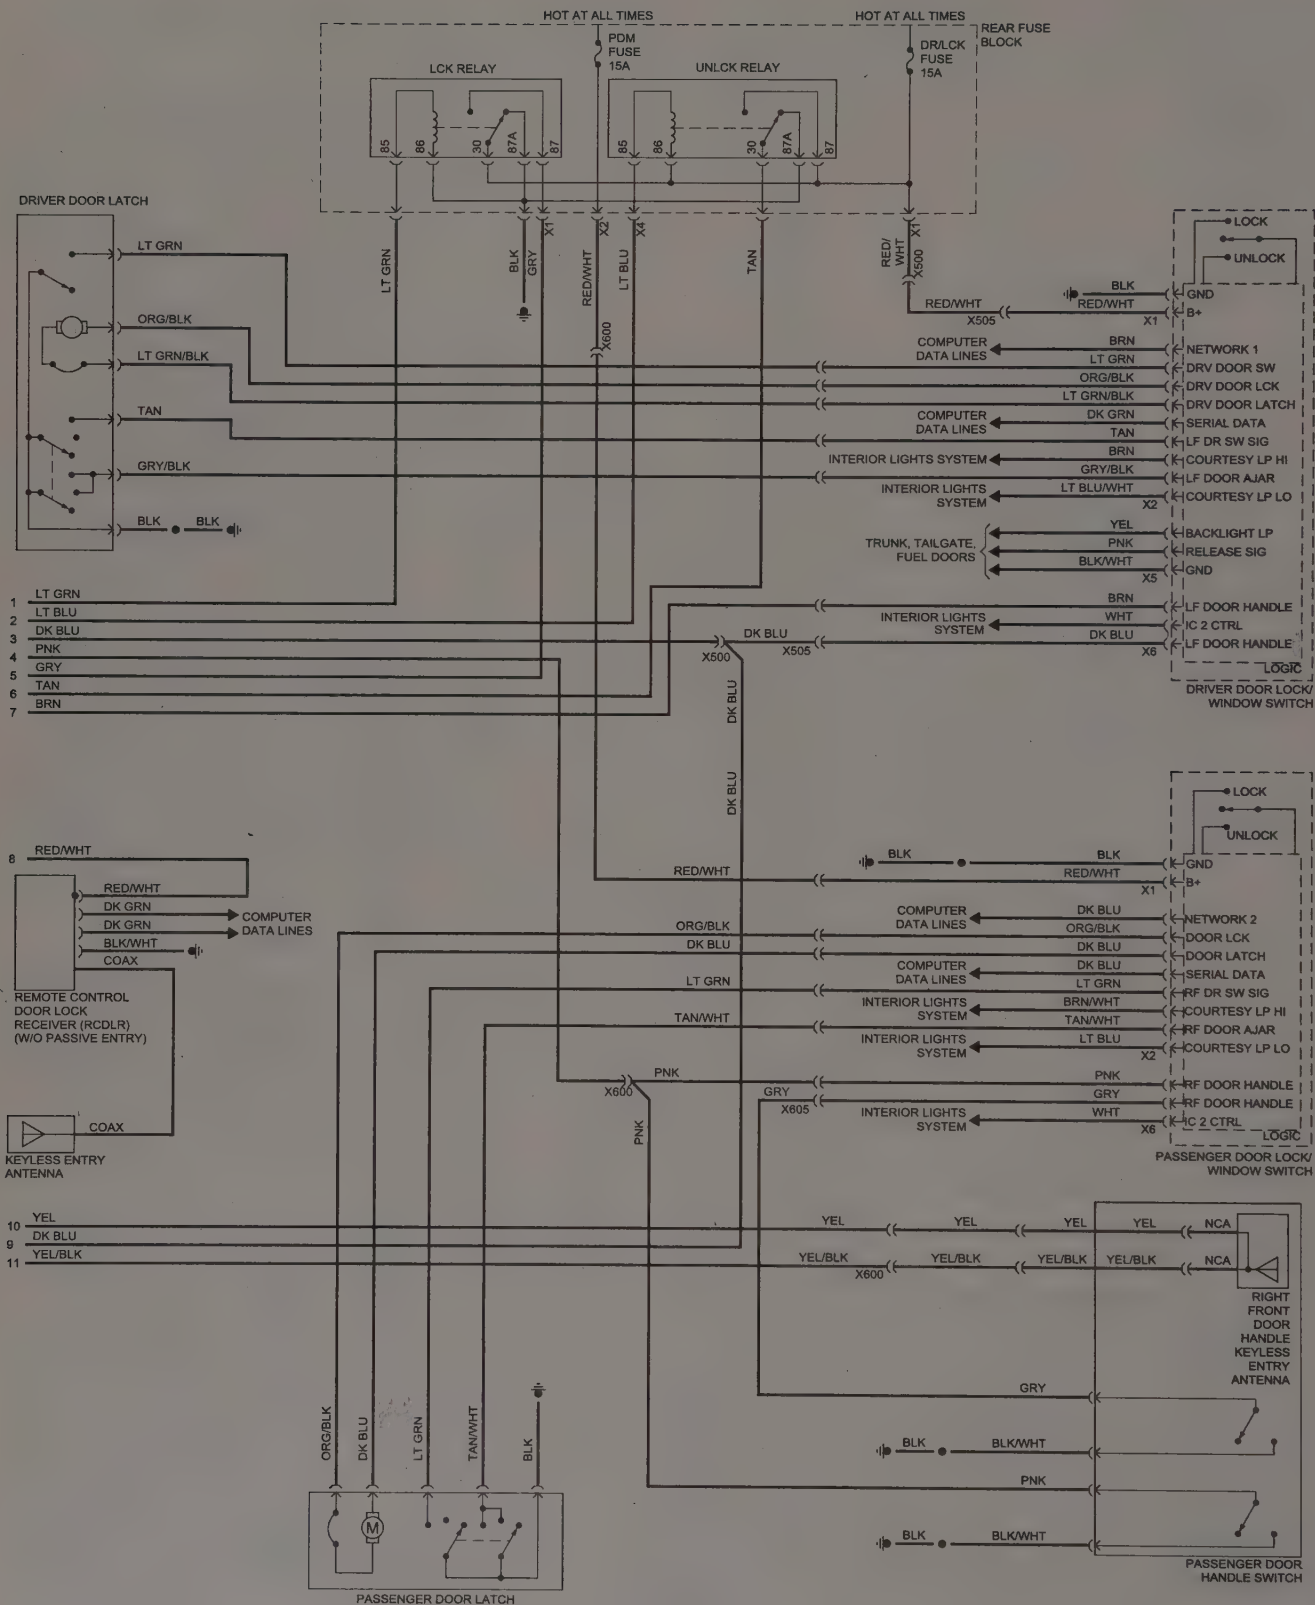 HOT AT ALL TIMES
HOT AT ALL TIMES
REAR FUSE
BLOCK
PDM
FUSE
15A
DR/LCK
FUSE
15A
LCK RELAY
UNLCK RELAY
85
86
30
87A
87
85
86
30
87A
87
X1
X2
X4
X1
LT GRN
BLK
GRY
RED/WHT
LT BLU
TAN
RED/
WHT
X500
X600
DRIVER DOOR LATCH
LT GRN
ORG/BLK
LT GRN/BLK
TAN
GRY/BLK
BLK
BLK
LOCK
UNLOCK
BLK
GND
RED/WHT
X505
RED/WHT
X1
B+
COMPUTER
DATA LINES
BRN
NETWORK 1
LT GRN
DRV DOOR SW
ORG/BLK
DRV DOOR LCK
LT GRN/BLK
DRV DOOR LATCH
COMPUTER
DATA LINES
DK GRN
SERIAL DATA
TAN
LF DR SW SIG
INTERIOR LIGHTS SYSTEM
BRN
COURTESY LP HI
GRY/BLK
LF DOOR AJAR
INTERIOR LIGHTS
SYSTEM
LT BLU/WHT
X2
COURTESY LP LO
TRUNK, TAILGATE,
FUEL DOORS
YEL
BACKLIGHT LP
PNK
RELEASE SIG
BLK/WHT
X5
GND
BRN
LF DOOR HANDLE
INTERIOR LIGHTS
SYSTEM
WHT
IC 2 CTRL
X500
DK BLU
X505
DK BLU
X6
LF DOOR HANDLE
LOGIC
DRIVER DOOR LOCK/
WINDOW SWITCH
1 LT GRN
2 LT BLU
3 DK BLU
4 PNK
5 GRY
6 TAN
7 BRN
DK BLU
DK BLU
8 RED/WHT
RED/WHT
DK GRN
DK GRN
COMPUTER
DATA LINES
BLK/WHT
COAX
REMOTE CONTROL
DOOR LOCK
RECEIVER (RCDLR)
(W/O PASSIVE ENTRY)
COAX
KEYLESS ENTRY
ANTENNA
LOCK
UNLOCK
BLK
BLK
GND
RED/WHT
RED/WHT
X1
B+
COMPUTER
DATA LINES
DK BLU
NETWORK 2
ORG/BLK
ORG/BLK
DOOR LCK
DK BLU
DK BLU
DOOR LATCH
COMPUTER
DATA LINES
DK BLU
SERIAL DATA
LT GRN
LT GRN
RF DR SW SIG
INTERIOR LIGHTS
SYSTEM
BRN/WHT
COURTESY LP HI
TAN/WHT
TAN/WHT
RF DOOR AJAR
INTERIOR LIGHTS
SYSTEM
LT BLU
X2
COURTESY LP LO
X600
PNK
PNK
RF DOOR HANDLE
GRY
X605
GRY
RF DOOR HANDLE
INTERIOR LIGHTS
SYSTEM
WHT
X6
IC 2 CTRL
LOGIC
PASSENGER DOOR LOCK/
WINDOW SWITCH
PNK
10 YEL
9 DK BLU
11 YEL/BLK
YEL
YEL
YEL
YEL
NCA
YEL/BLK
X600
YEL/BLK
YEL/BLK
YEL/BLK
NCA
RIGHT
FRONT
DOOR
HANDLE
KEYLESS
ENTRY
ANTENNA
GRY
BLK
BLK/WHT
PNK
BLK
BLK/WHT
PASSENGER DOOR
HANDLE SWITCH
ORG/BLK
DK BLU
LT GRN
TAN/WHT
BLK
M
PASSENGER DOOR LATCH